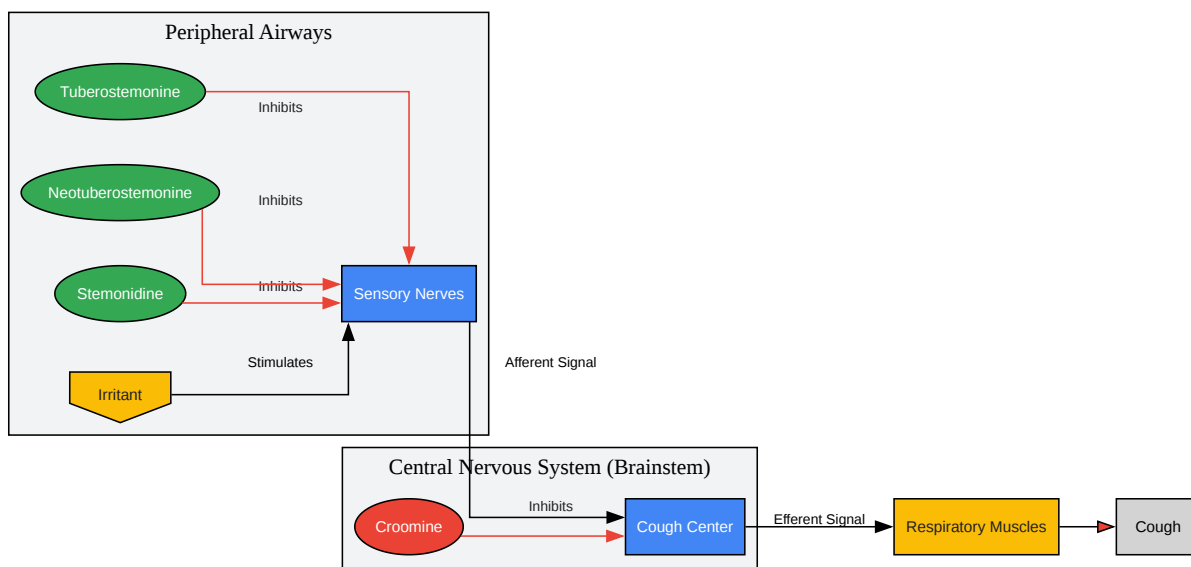 Peripheral Airways
Tuberostemonine
Inhibits
Neotuberostemonine
Inhibits
Stemonidine
Inhibits
Sensory Nerves
Stimulates
Afferent Signal
Irritant
Central Nervous System (Brainstem)
Croomine
Inhibits
Cough Center
Efferent Signal
Respiratory Muscles
Cough